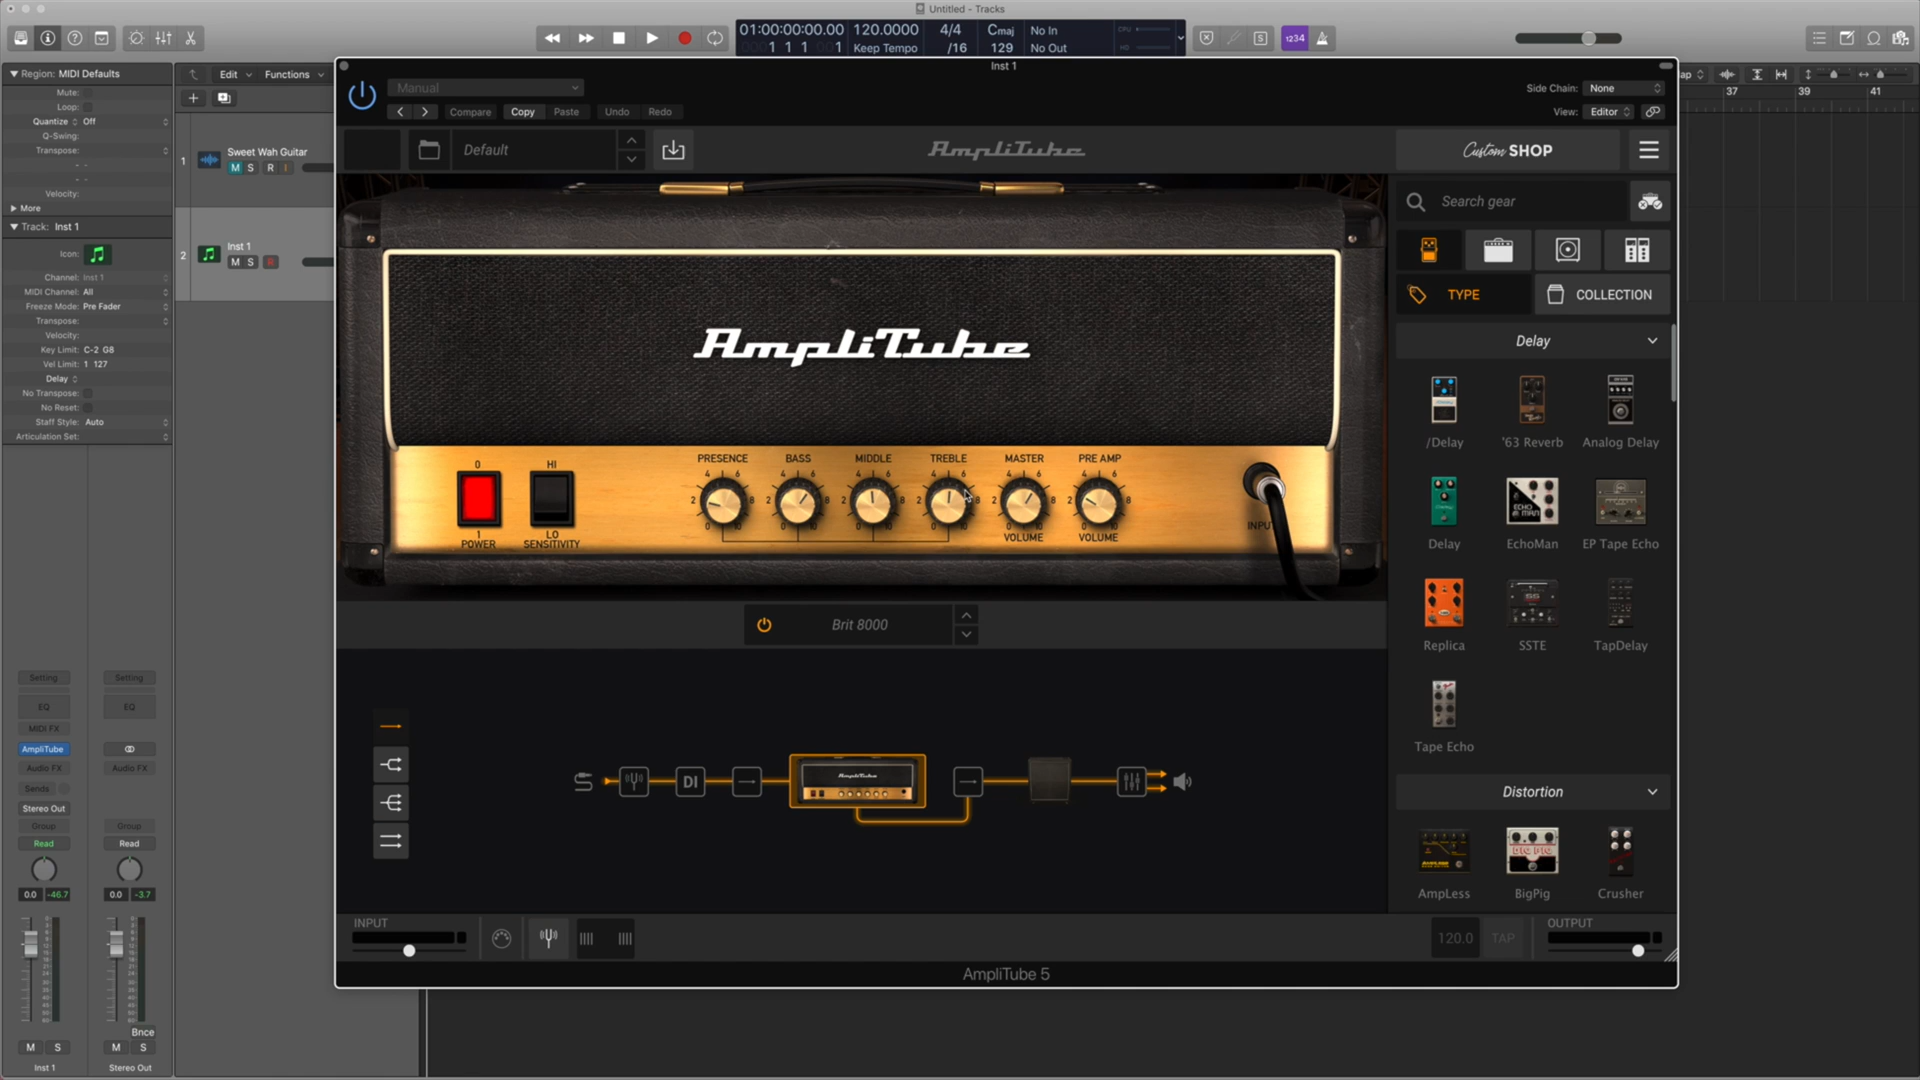 Untitled - Tracks
01:00:00:00.00 120.0000 4/4 Cmaj No In
1 1 1 Keep Tempo /16 129 No Out
CPU
HD
1234
Region: MIDI Defaults
Edit Functions
Inst 1
Mute:
Loop:
Quantize Off
Q-Swing:
Transpose:
Velocity:
More
Track: Inst 1
Icon:
Channel: Inst 1
MIDI Channel: All
Freeze Mode: Pre Fader
Transpose:
Velocity:
Key Limit: C-2 G8
Vel Limit: 1 127
Delay
No Transpose:
No Reset:
Staff Style: Auto
Articulation Set:
1 Sweet Wah Guitar
M S R I
2 Inst 1
M S R
37 39 41
Manual
Side Chain: None
Compare Copy Paste Undo Redo
View: Editor
Default
AmpliTube
Custom SHOP
Search gear
TYPE
COLLECTION
Delay
/Delay '63 Reverb Analog Delay
Delay EchoMan EP Tape Echo
Replica SSTE TapDelay
Tape Echo
Distortion
AmpLess BigPig Crusher
AmpliTube
PRESENCE BASS MIDDLE TREBLE MASTER PRE AMP
VOLUME VOLUME
0
1
POWER
HI
LO
SENSITIVITY
Brit 8000
DI
Setting Setting
EQ EQ
MIDI FX
AmpliTube
Audio FX Audio FX
Sends
Stereo Out
Group Group
Read Read
0.0 -46.7 0.0 -3.7
Bnce
M S M S
Inst 1 Stereo Out
INPUT
120.0 TAP
OUTPUT
AmpliTube 5